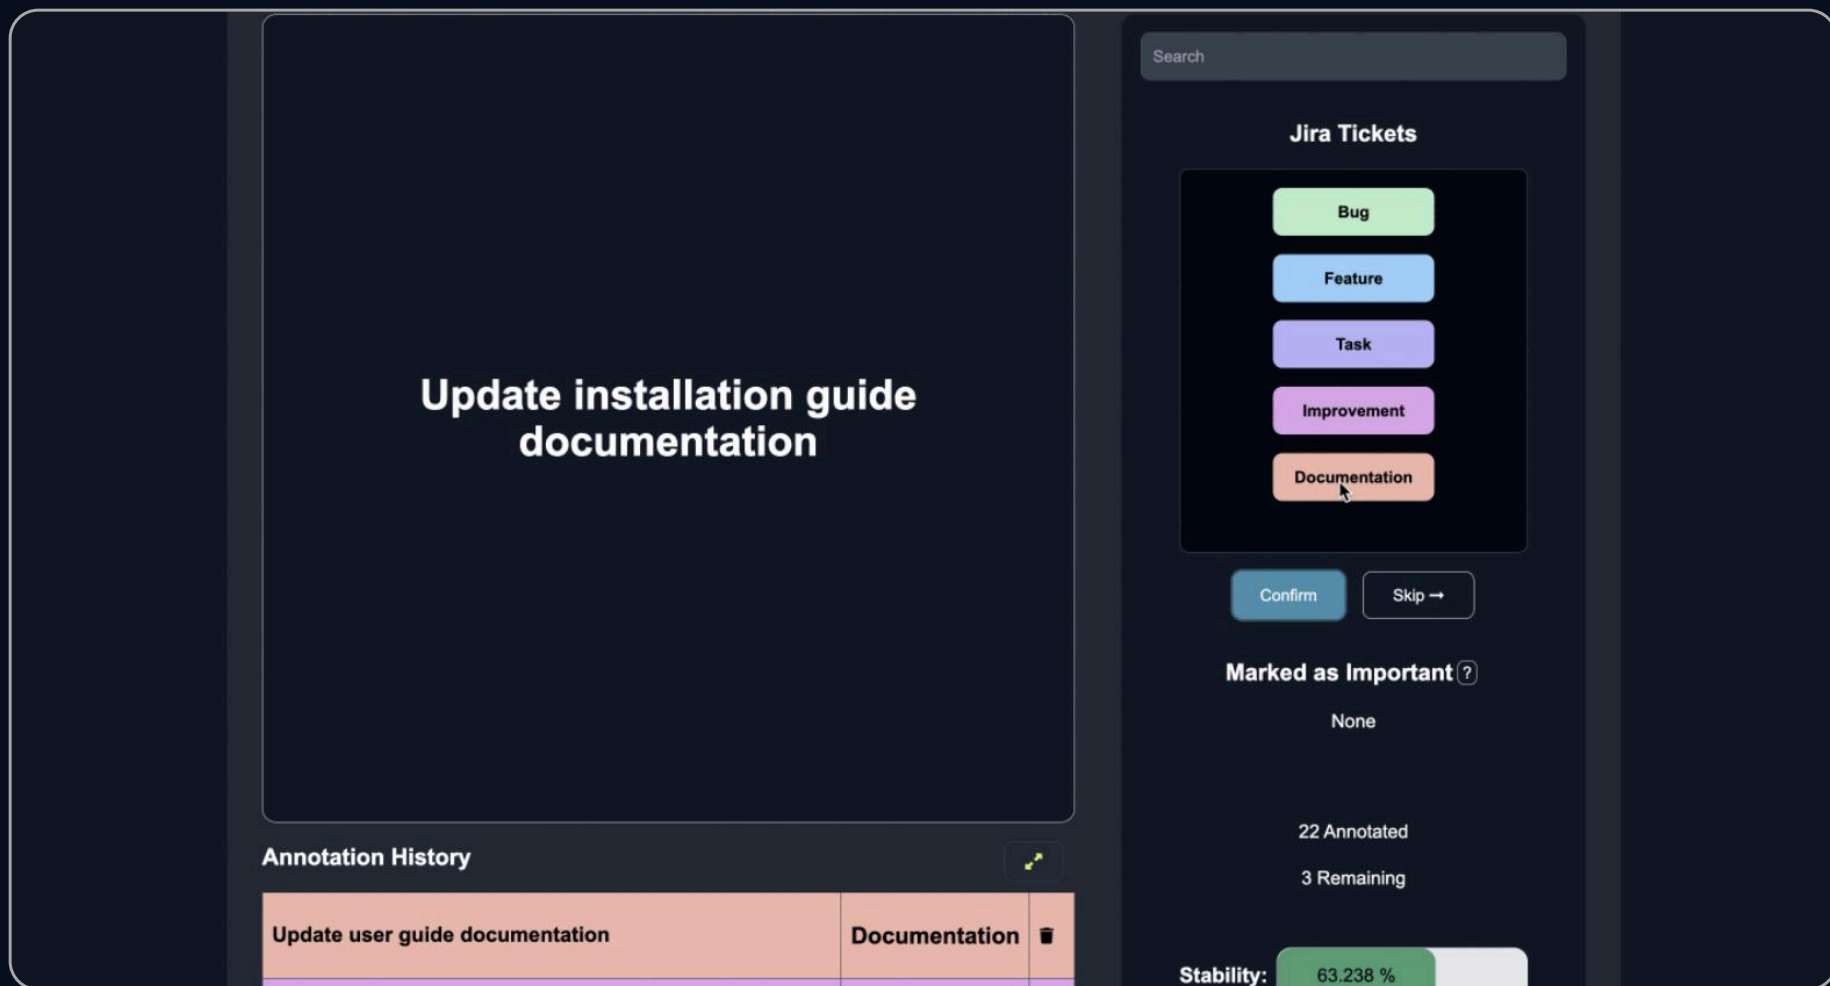 Update installation guide
documentation
Annotation History
Update user guide documentation Documentation
Search
Jira Tickets
Bug
Feature
Task
Improvement
Documentation
Confirm Skip →
Marked as Important ?
None
22 Annotated
3 Remaining
Stability: 63.238 %